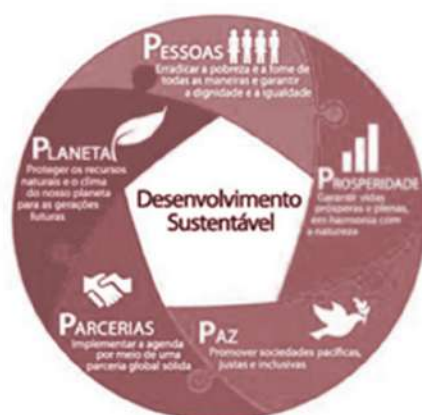 PESSOAS
Erradicar a pobreza e a fome de
todas as maneiras e garantir
a dignidade e a igualdade
PLANETA
Proteger os recursos
naturais e o clima
do nosso planeta
para as gerações
futuras
Desenvolvimento
Sustentável
PROSPERIDADE
Garantir vidas
prósperas e plenas,
em harmonia com
a natureza
PARCERIAS
Implementar a agenda
por meio de uma
parceria global sólida
PAZ
Promover sociedades pacíficas,
justas e inclusivas